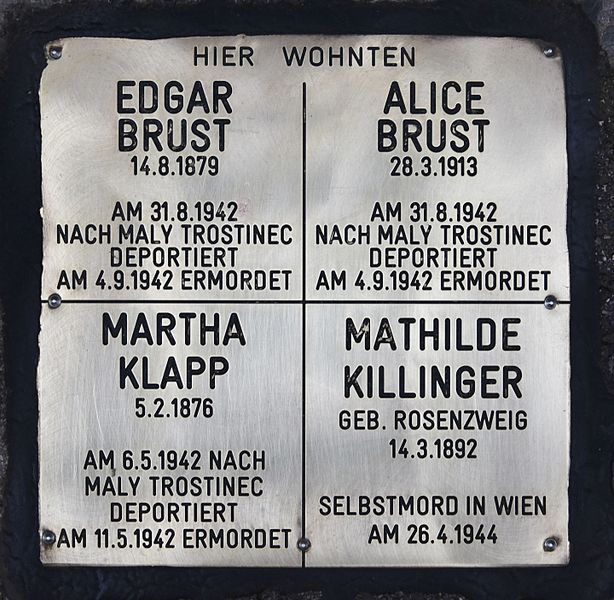 HIER WOHNTEN
EDGAR
BRUST
14.8.1879
AM 31.8.1942
NACH MALY TROSTINEC
DEPORTIERT
AM 4.9.1942 ERMORDET
ALICE
BRUST
28.3.1913
AM 31.8.1942
NACH MALY TROSTINEC
DEPORTIERT
AM 4.9.1942 ERMORDET
MARTHA
KLAPP
5.2.1876
AM 6.5.1942 NACH
MALY TROSTINEC
DEPORTIERT
AM 11.5.1942 ERMORDET
MATHILDE
KILLINGER
GEB. ROSENZWEIG
14.3.1892
SELBSTMORD IN WIEN
AM 26.4.1944